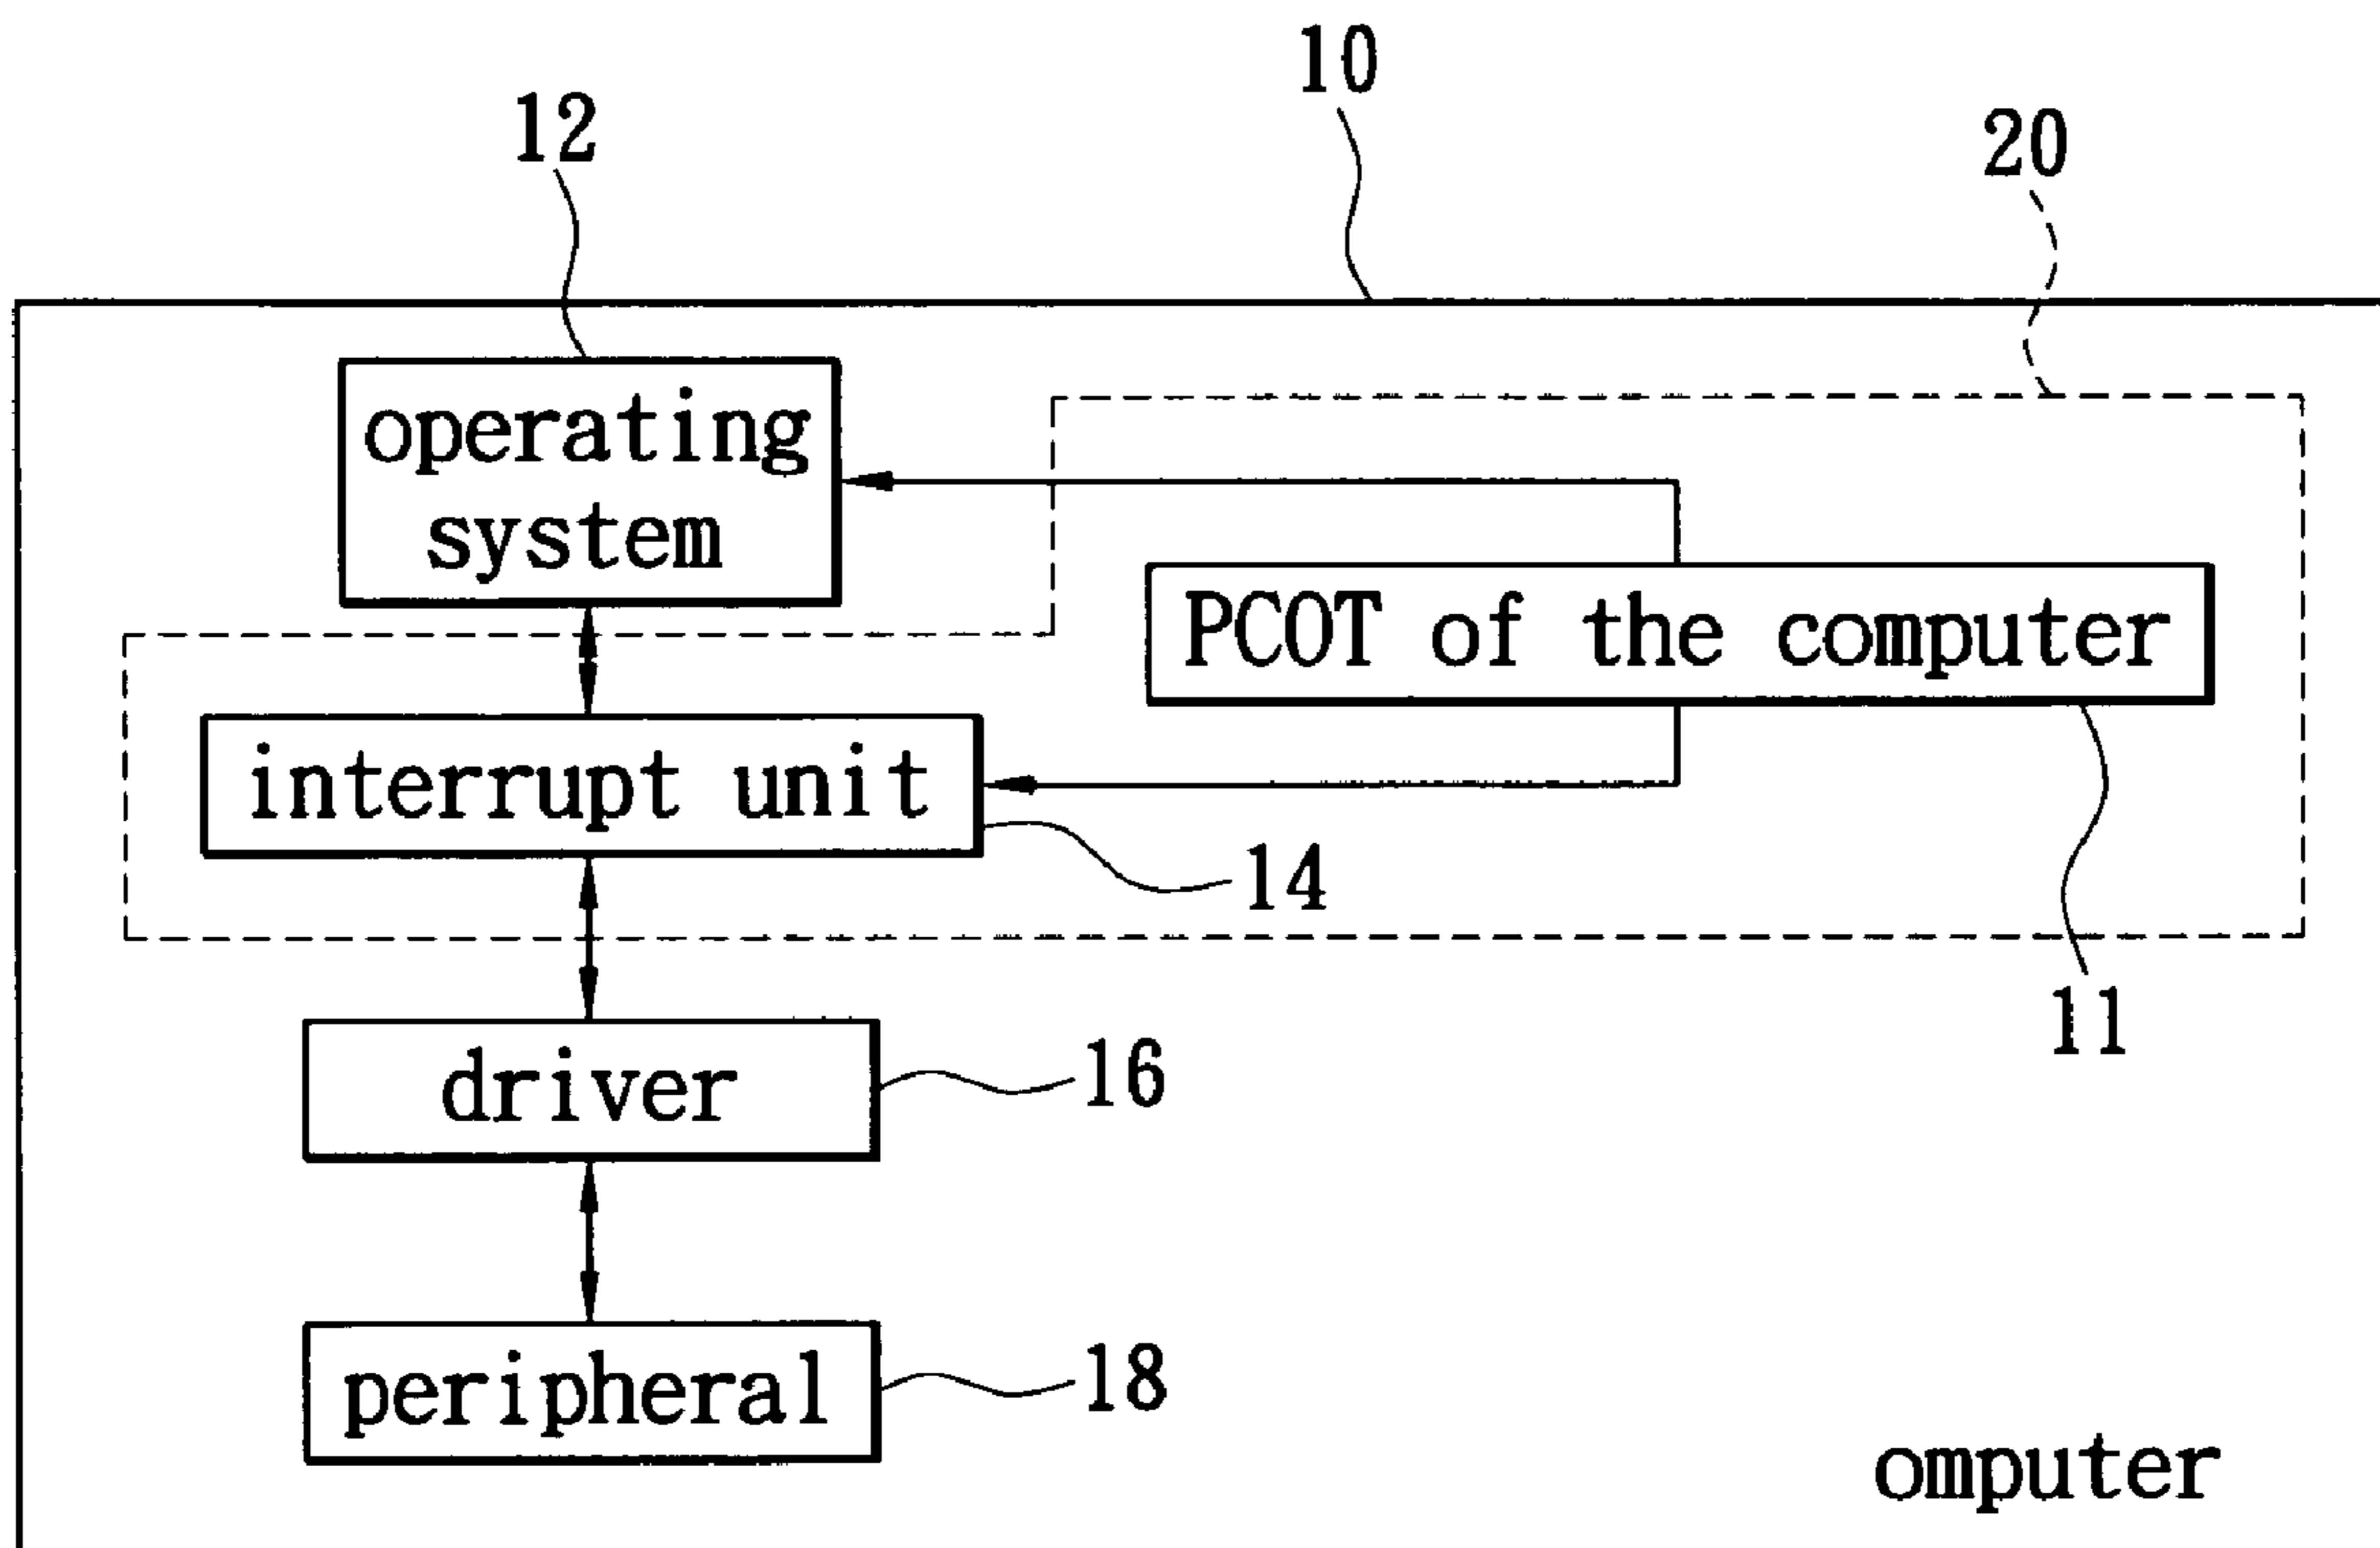 10
12
20
operating
system
PCOT of the computer
interrupt unit
14
11
driver
16
peripheral
18
omputer